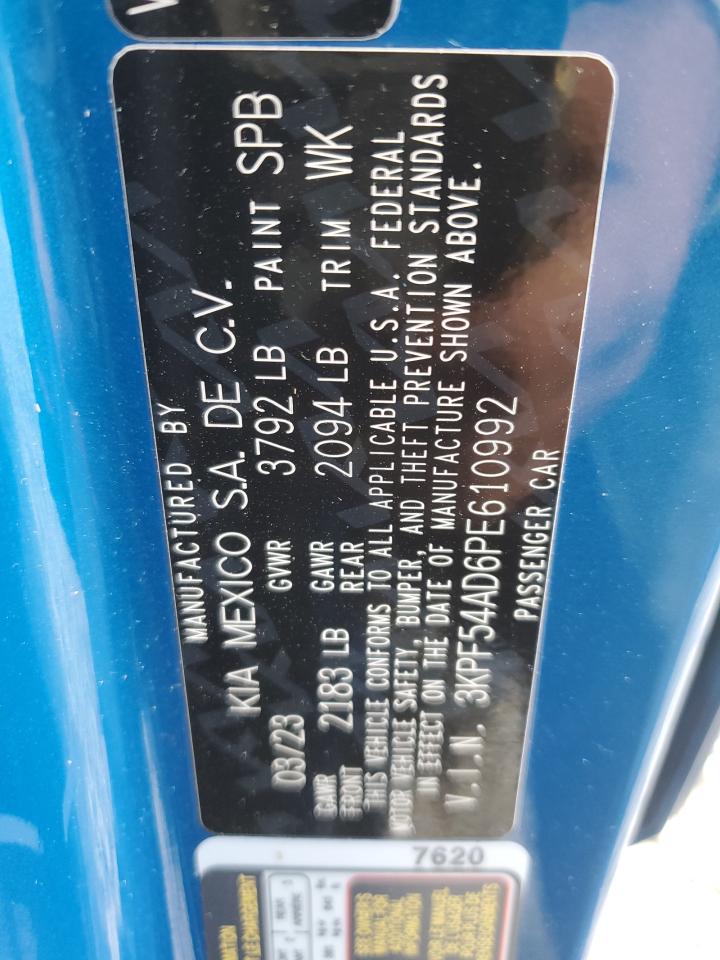 MANUFACTURED BY
KIA MEXICO S.A. DE C.V.
03/23 GVWR 3792 LB PAINT SPB
GAWR FRONT 2183 LB GAWR REAR 2094 LB TRIM WK
THIS VEHICLE CONFORMS TO ALL APPLICABLE U.S.A. FEDERAL
MOTOR VEHICLE SAFETY, BUMPER, AND THEFT PREVENTION STANDARDS
IN EFFECT ON THE DATE OF MANUFACTURE SHOWN ABOVE.
V.I.N. 3KPF54AD6PE610992
PASSENGER CAR
7620